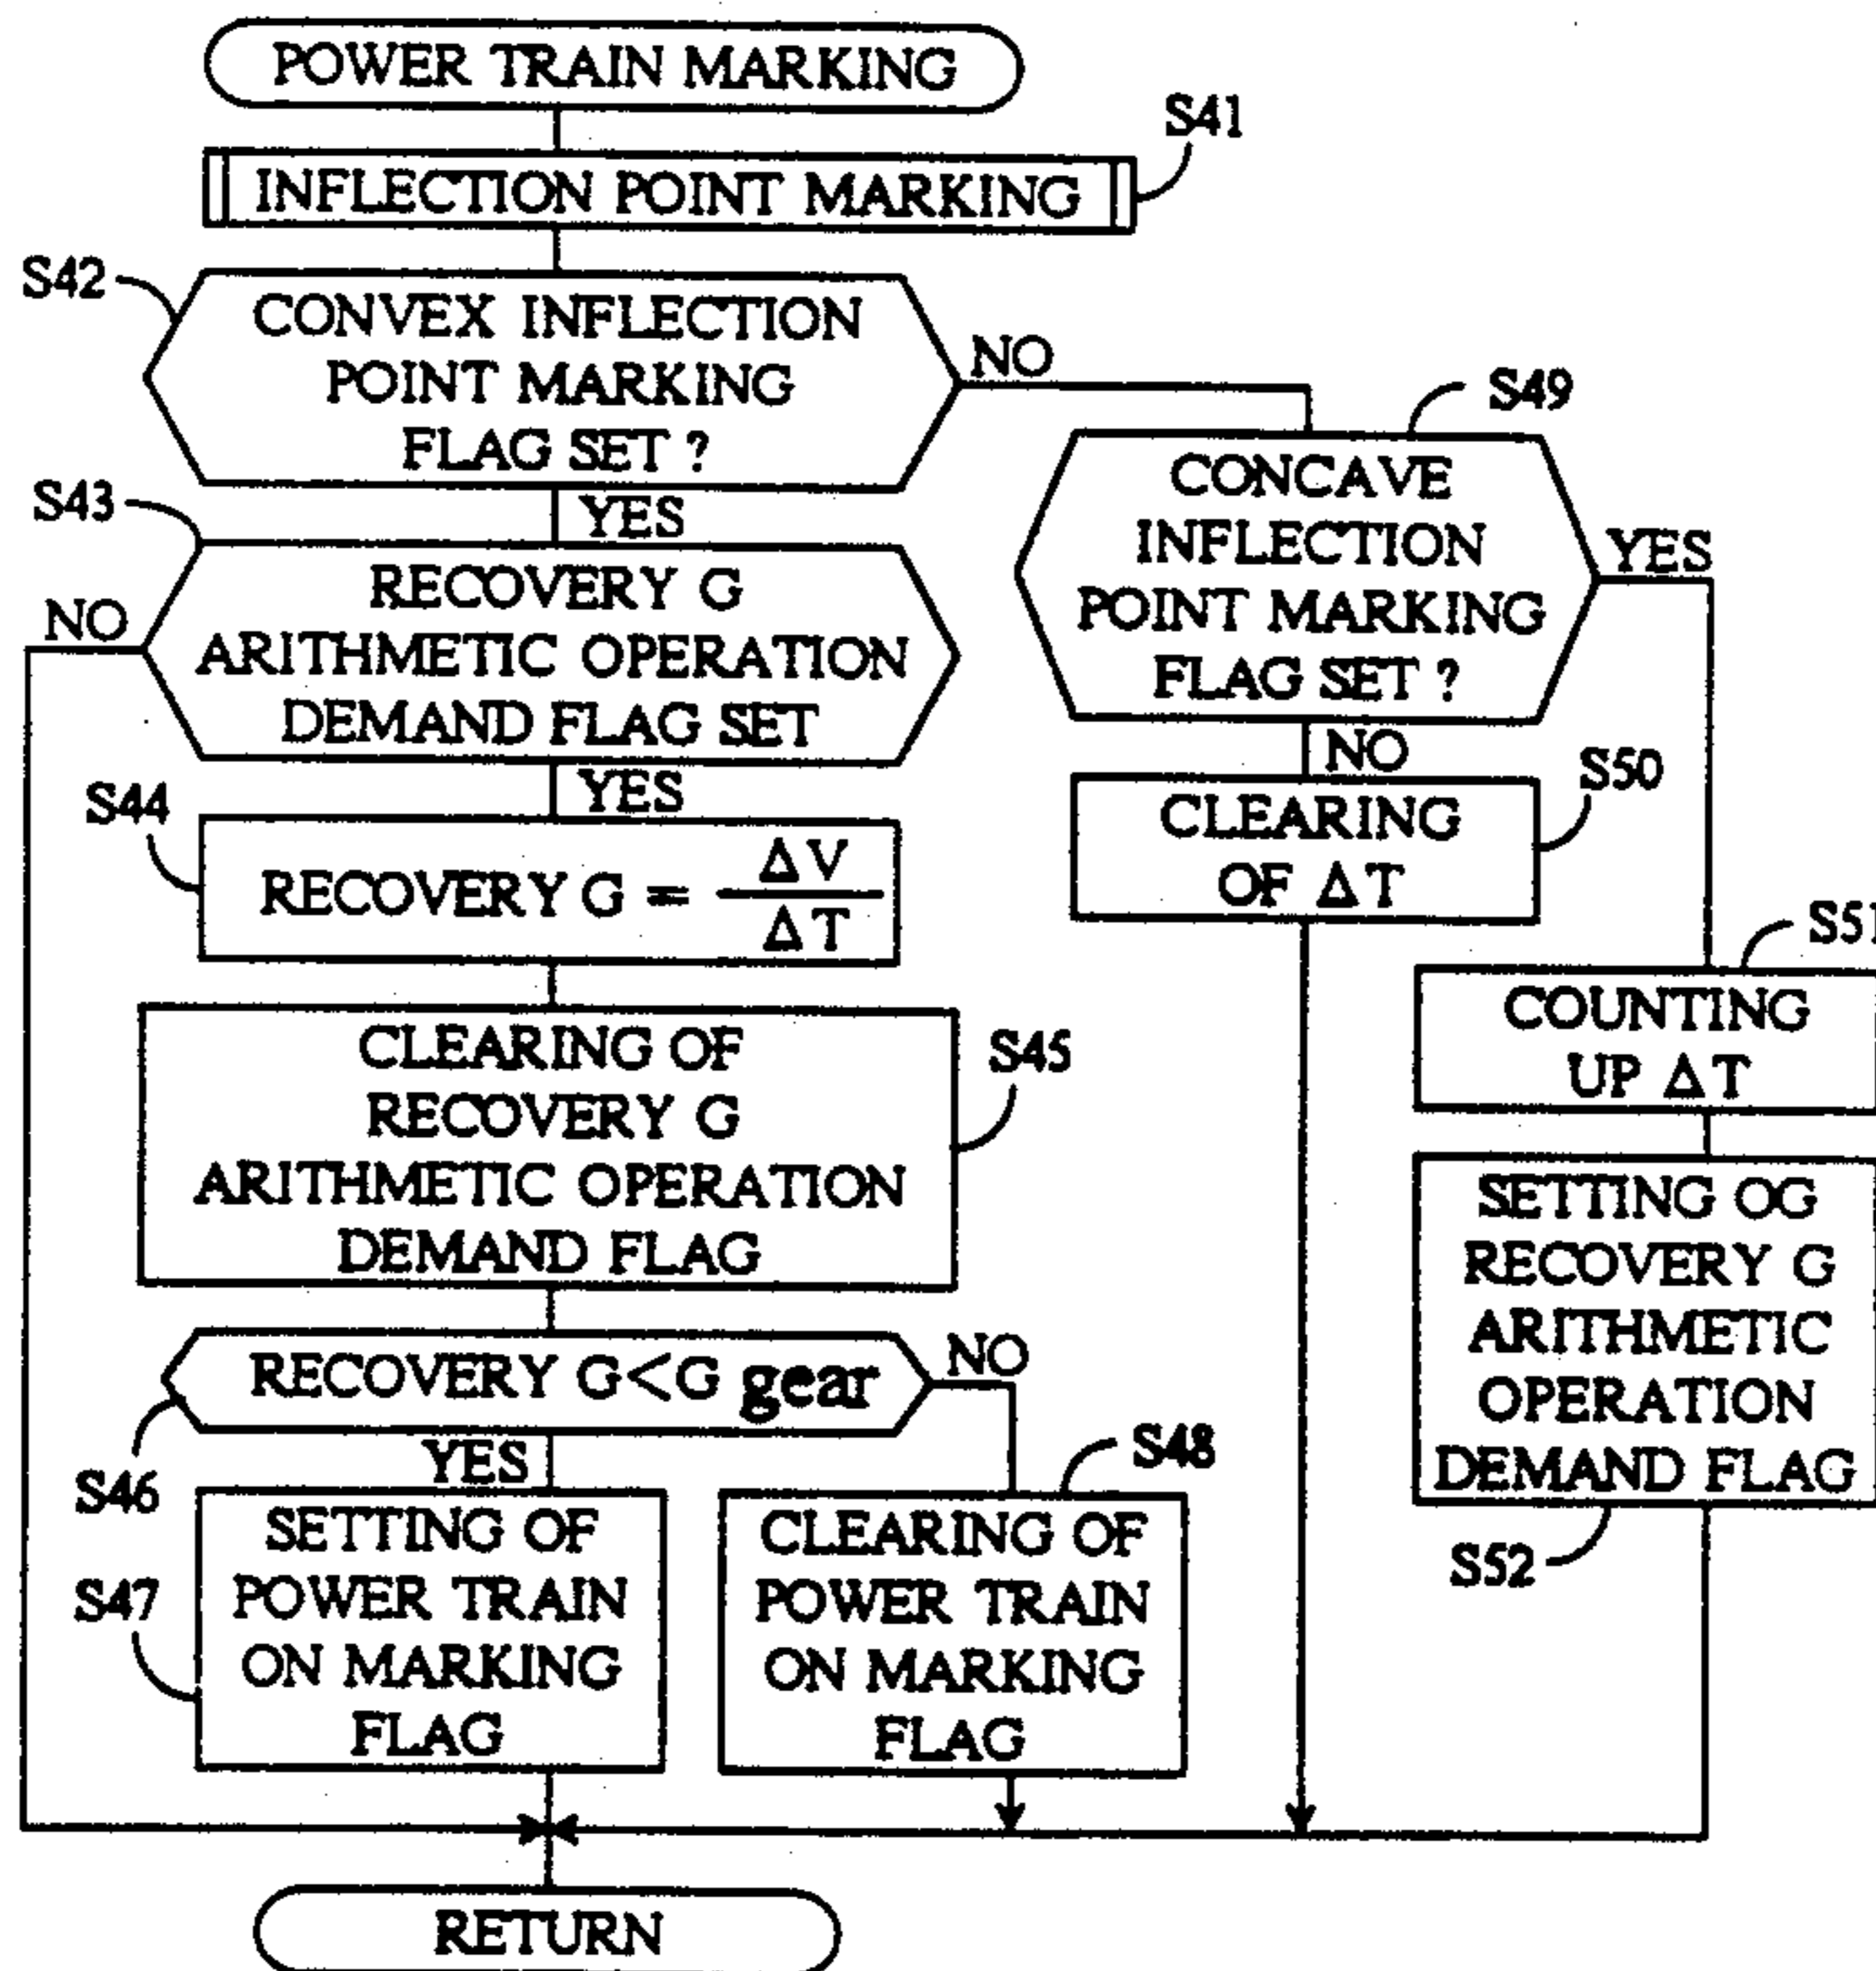 POWER TRAIN MARKING
S41
INFLECTION POINT MARKING
S42
CONVEX INFLECTION
POINT MARKING
FLAG SET ?
NO
YES
S43
RECOVERY G
ARITHMETIC OPERATION
DEMAND FLAG SET
NO
YES
S44
RECOVERY G = ΔV
ΔT
CLEARING OF
RECOVERY G
ARITHMETIC OPERATION
DEMAND FLAG
S45
RECOVERY G<G gear
NO
S46
YES
SETTING OF
POWER TRAIN
ON MARKING
FLAG
S47
S48
CLEARING OF
POWER TRAIN
ON MARKING
FLAG
S49
CONCAVE
INFLECTION
POINT MARKING
FLAG SET ?
YES
NO
S50
CLEARING
OF ΔT
S51
COUNTING
UP ΔT
SETTING OG
RECOVERY G
ARITHMETIC
OPERATION
DEMAND FLAG
S52
RETURN